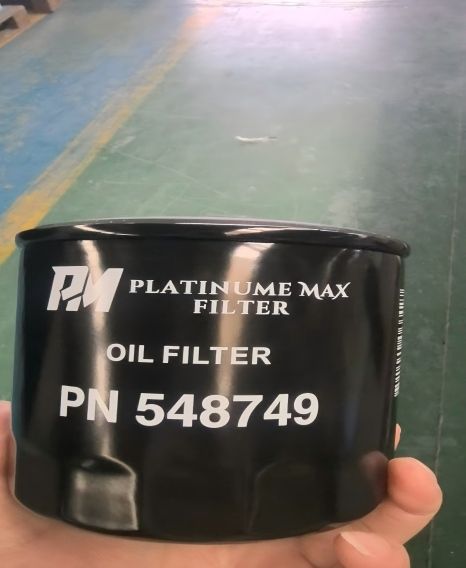 PM
PLATINUME MAX
FILTER
OIL FILTER
PN 548749